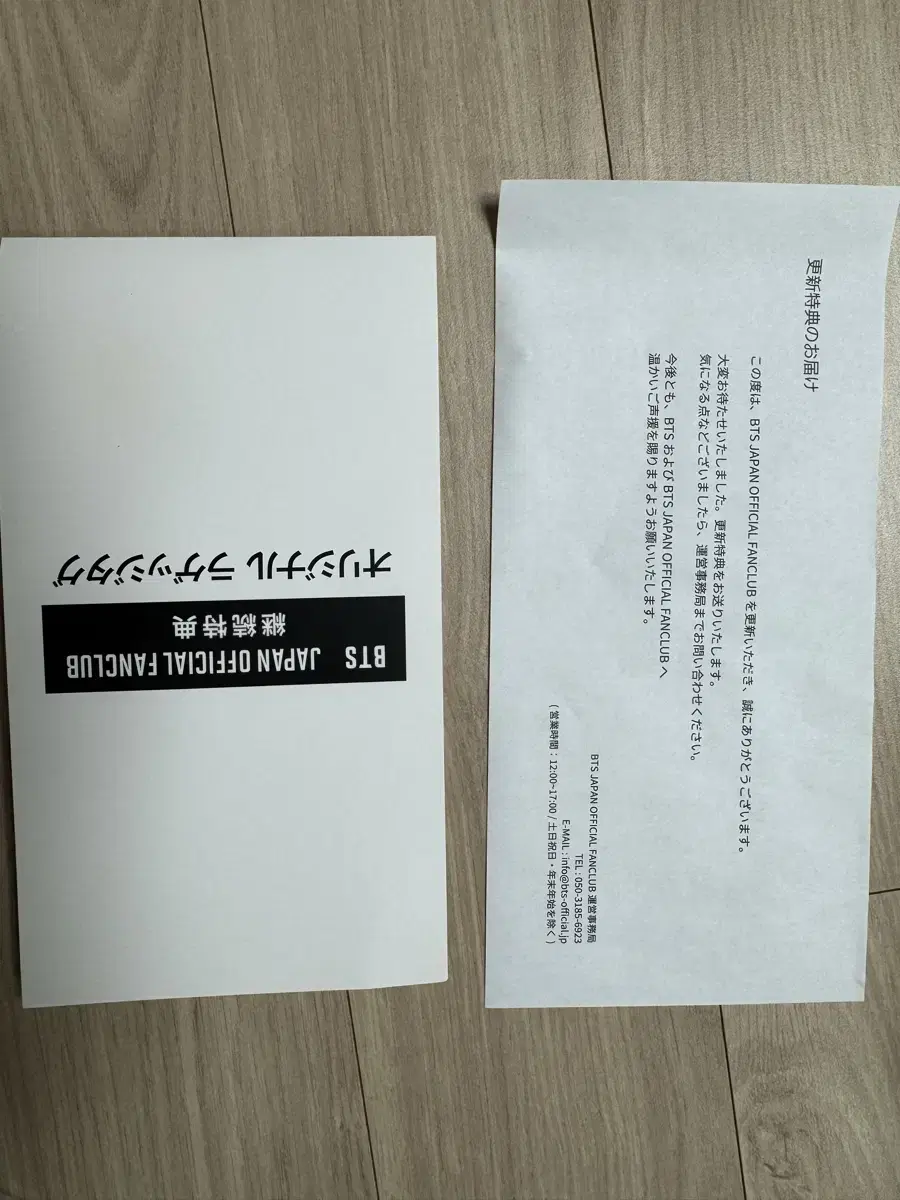 BTS JAPAN OFFICIAL FANCLUB
継続特典
オリジナル ラゲッジタグ
更新特典のお届け
この度は、BTS JAPAN OFFICIAL FANCLUB を更新いただき、誠にありがとうございます。
大変お待たせいたしました。更新特典をお送りいたします。
気になる点などございましたら、運営事務局までお問い合わせください。
今後とも、BTS および BTS JAPAN OFFICIAL FANCLUB へ
温かいご声援を賜りますようお願いいたします。
BTS JAPAN OFFICIAL FANCLUB 運営事務局
TEL : 050-3185-6923
E-MAIL : info@bts-official.jp
( 営業時間 : 12:00~17:00 / 土日祝日・年末年始を除く )